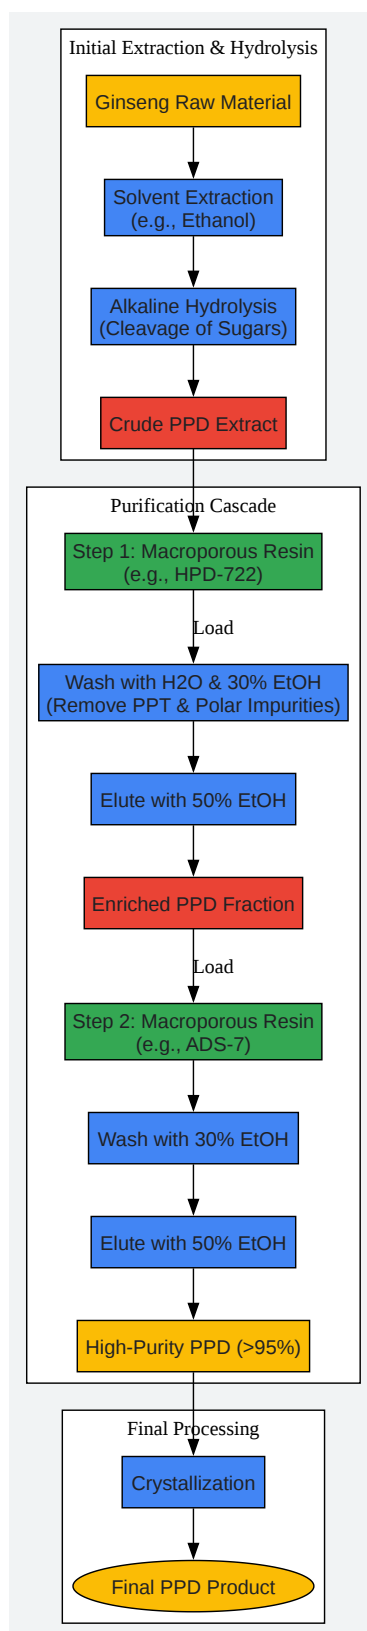 Initial Extraction & Hydrolysis
Ginseng Raw Material
Solvent Extraction
(e.g., Ethanol)
Alkaline Hydrolysis
(Cleavage of Sugars)
Crude PPD Extract
Purification Cascade
Step 1: Macroporous Resin
(e.g., HPD-722)
Load
Wash with H2O & 30% EtOH
(Remove PPT & Polar Impurities)
Elute with 50% EtOH
Enriched PPD Fraction
Load
Step 2: Macroporous Resin
(e.g., ADS-7)
Wash with 30% EtOH
Elute with 50% EtOH
High-Purity PPD (>95%)
Final Processing
Crystallization
Final PPD Product